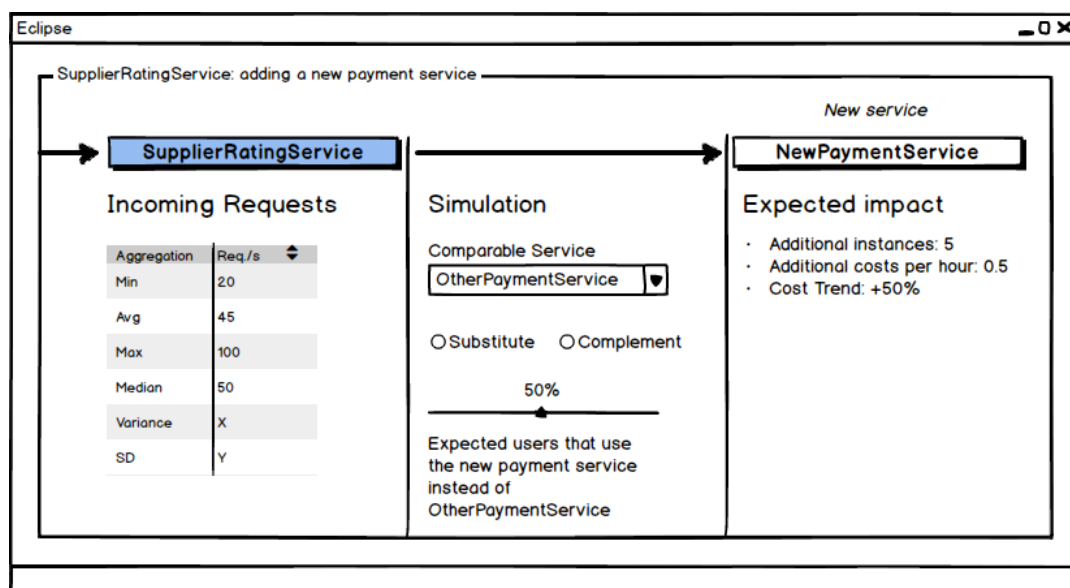 Eclipse
SupplierRatingService: adding a new payment service
New service
SupplierRatingService
NewPaymentService
Incoming Requests
Aggregation Req./s
Min 20
Avg 45
Max 100
Median 50
Variance X
SD Y
Simulation
Comparable Service
OtherPaymentService
Substitute Complement
50%
Expected users that use
the new payment service
instead of
OtherPaymentService
Expected impact
· Additional instances: 5
· Additional costs per hour: 0.5
· Cost Trend: +50%